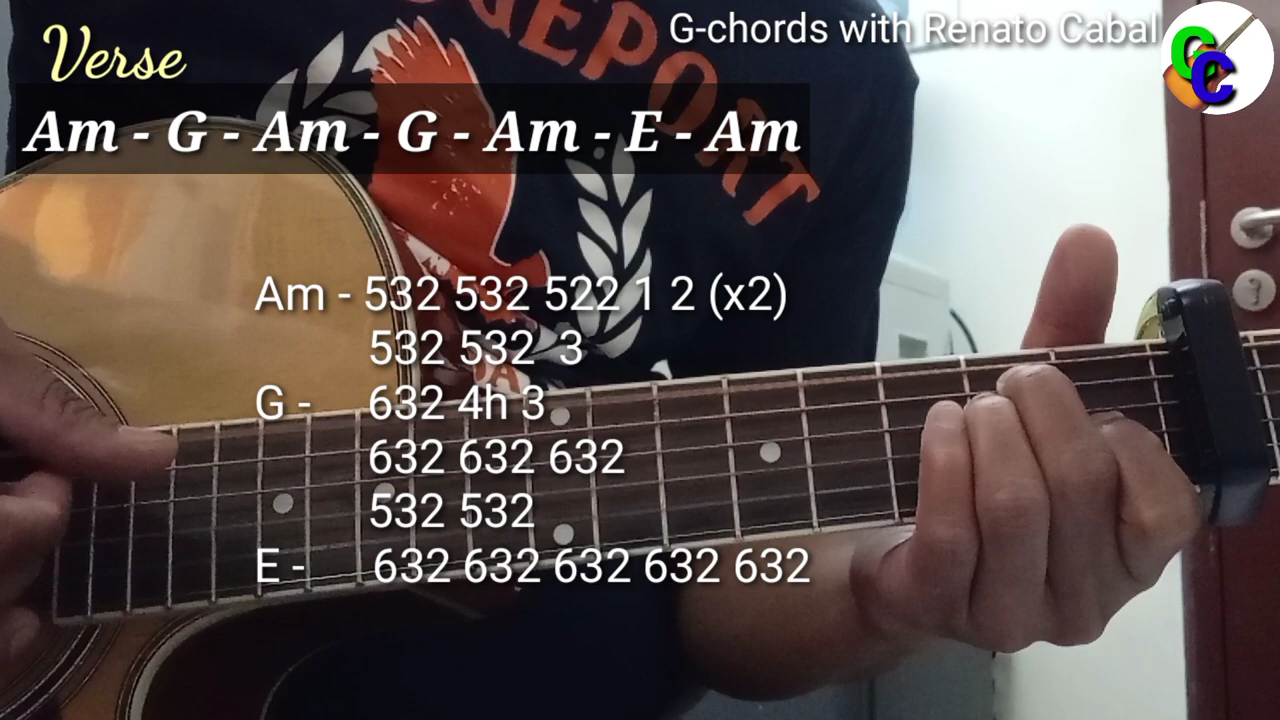 G-chords with Renato Cabal
GC
Verse
Am - G - Am - G - Am - E - Am
Am - 532 532 522 1 2 (x2)
532 532 3
G - 632 4h 3
632 632 632
532 532
E - 632 632 632 632 632